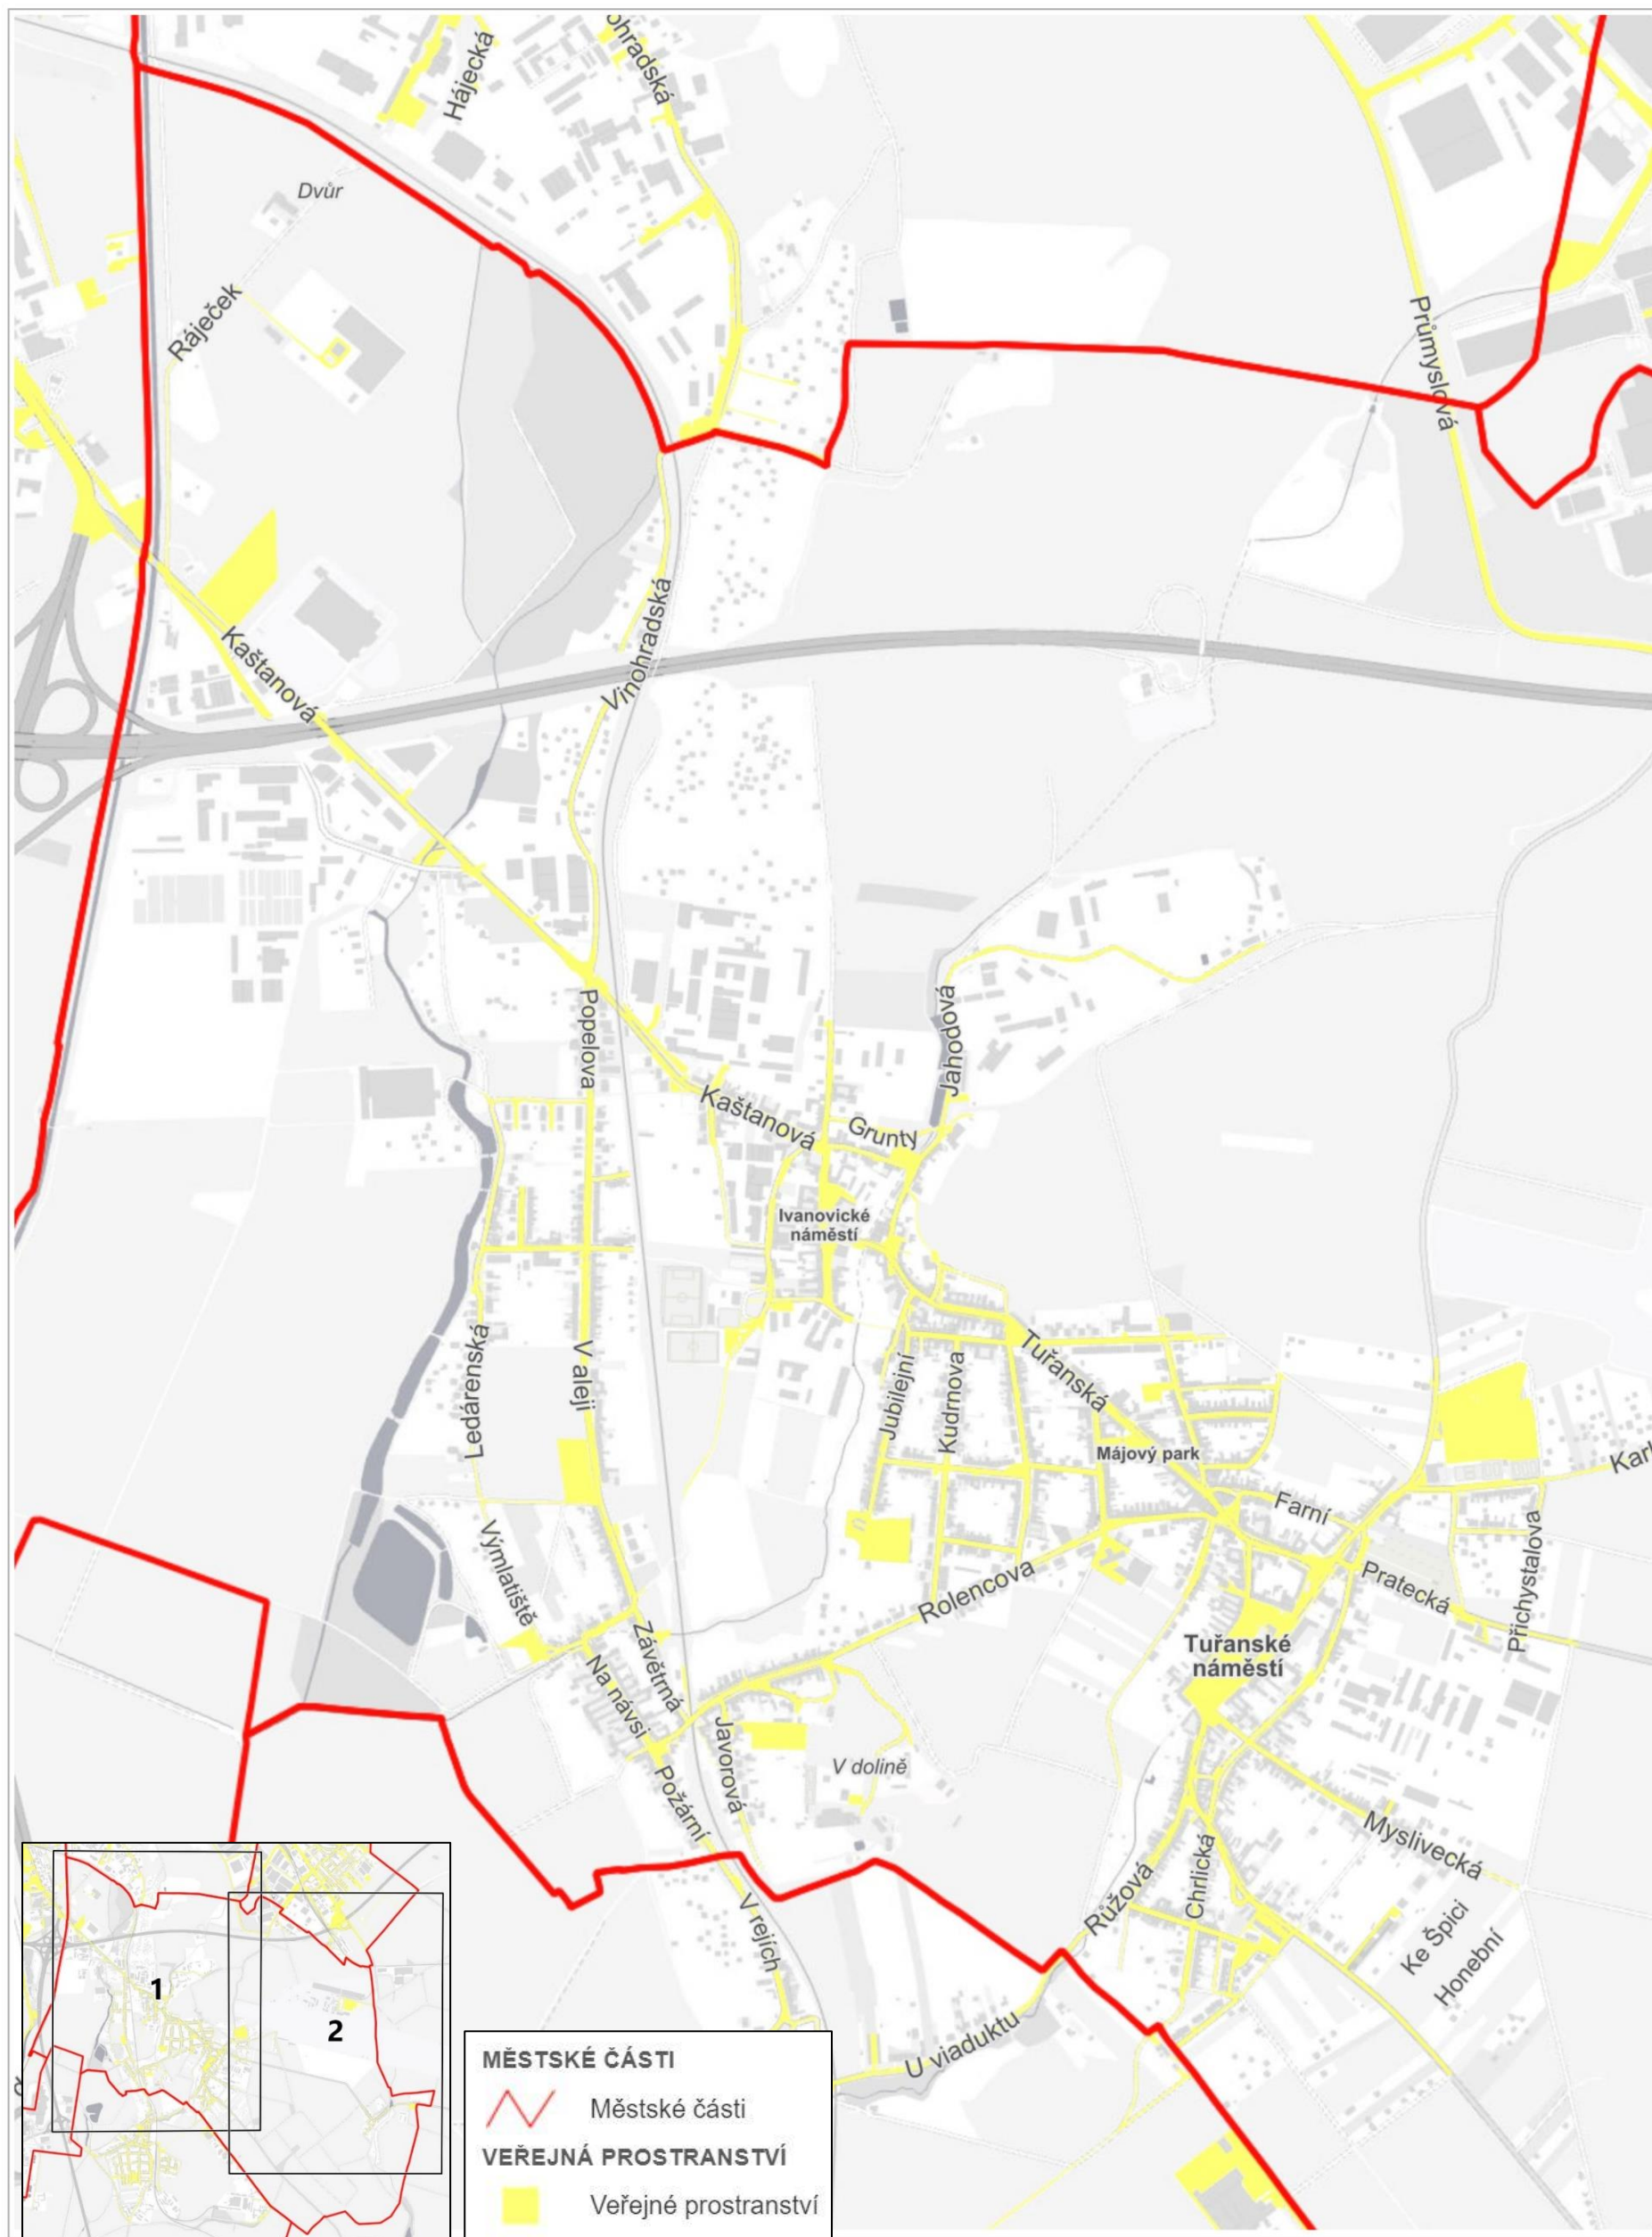 Hájecká
ohradská
Dvůr
Ráječek
Průmyslová
Vinohradská
Kaštanová
Popelova
Jahodová
Kaštanová
Grunty
Ivanovické
náměstí
Ledárenská
V aleji
Jubilejní
Kudrnova
Tuřanská
Májový park
Karl
Farní
Výmlatiště
Rolencova
Pratecká
Přichystalova
Závětrná
Na návsi
Tuřanské
náměstí
Javorová
V dolině
Požární
Myslivecká
Růžová
Chrlická
V rejích
Ke Špici
Honební
U viaduktu
1
2
MĚSTSKÉ ČÁSTI
Městské části
VEŘEJNÁ PROSTRANSTVÍ
Veřejné prostranství